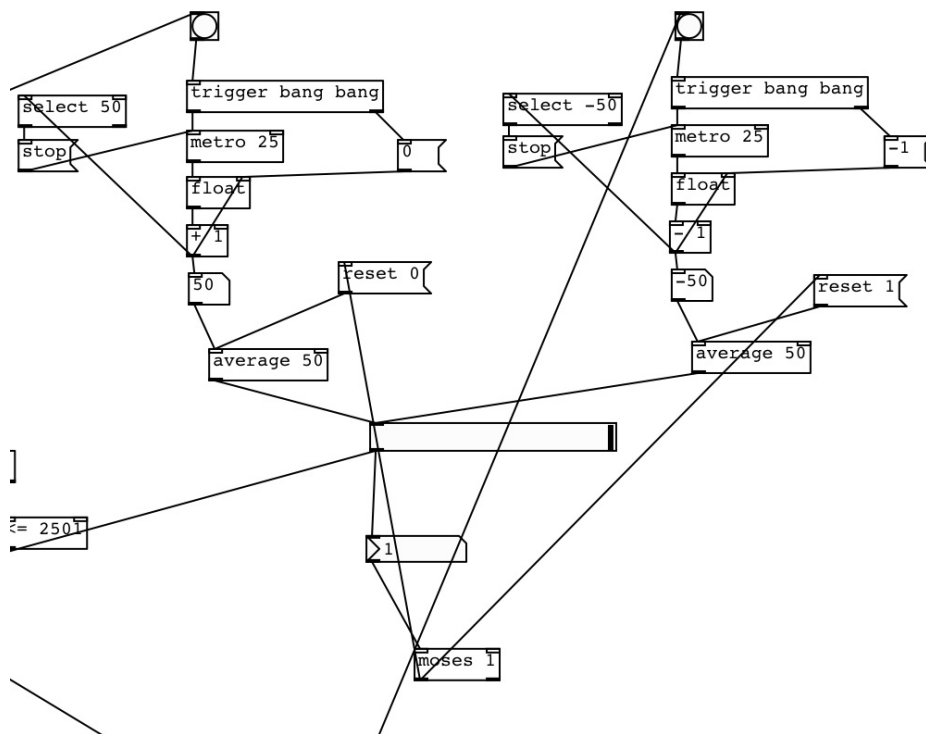 trigger bang bang
trigger bang bang
select 50
select -50
stop
metro 25
0
stop
metro 25
-1
float
float
+ 1
- 1
50
reset 0
-50
reset 1
average 50
average 50
<= 2501
1
moses 1